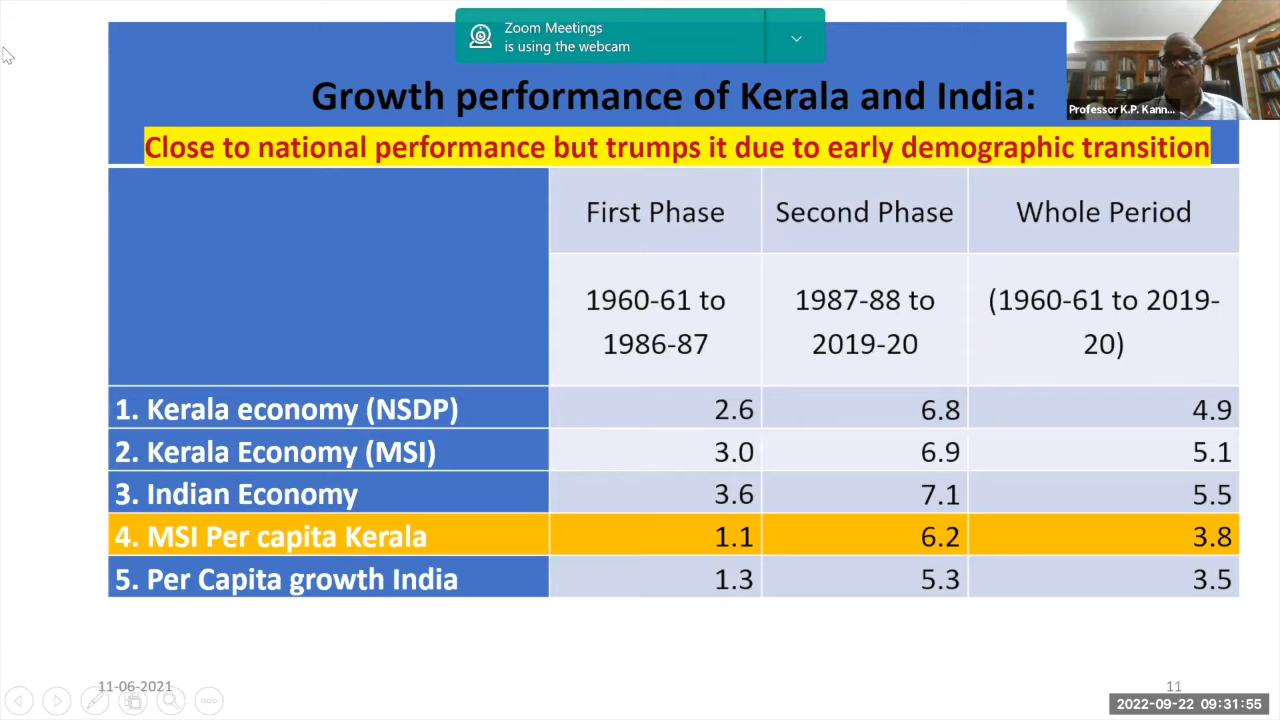 Zoom Meetings
is using the webcam
Professor K.P. Kann...
Growth performance of Kerala and India:
Close to national performance but trumps it due to early demographic transition
First Phase Second Phase Whole Period
1960-61 to 1987-88 to (1960-61 to 2019-
1986-87 2019-20 20)
1. Kerala economy (NSDP) 2.6 6.8 4.9
2. Kerala Economy (MSI) 3.0 6.9 5.1
3. Indian Economy 3.6 7.1 5.5
4. MSI Per capita Kerala 1.1 6.2 3.8
5. Per Capita growth India 1.3 5.3 3.5
11-06-2021 11
2022-09-22 09:31:55